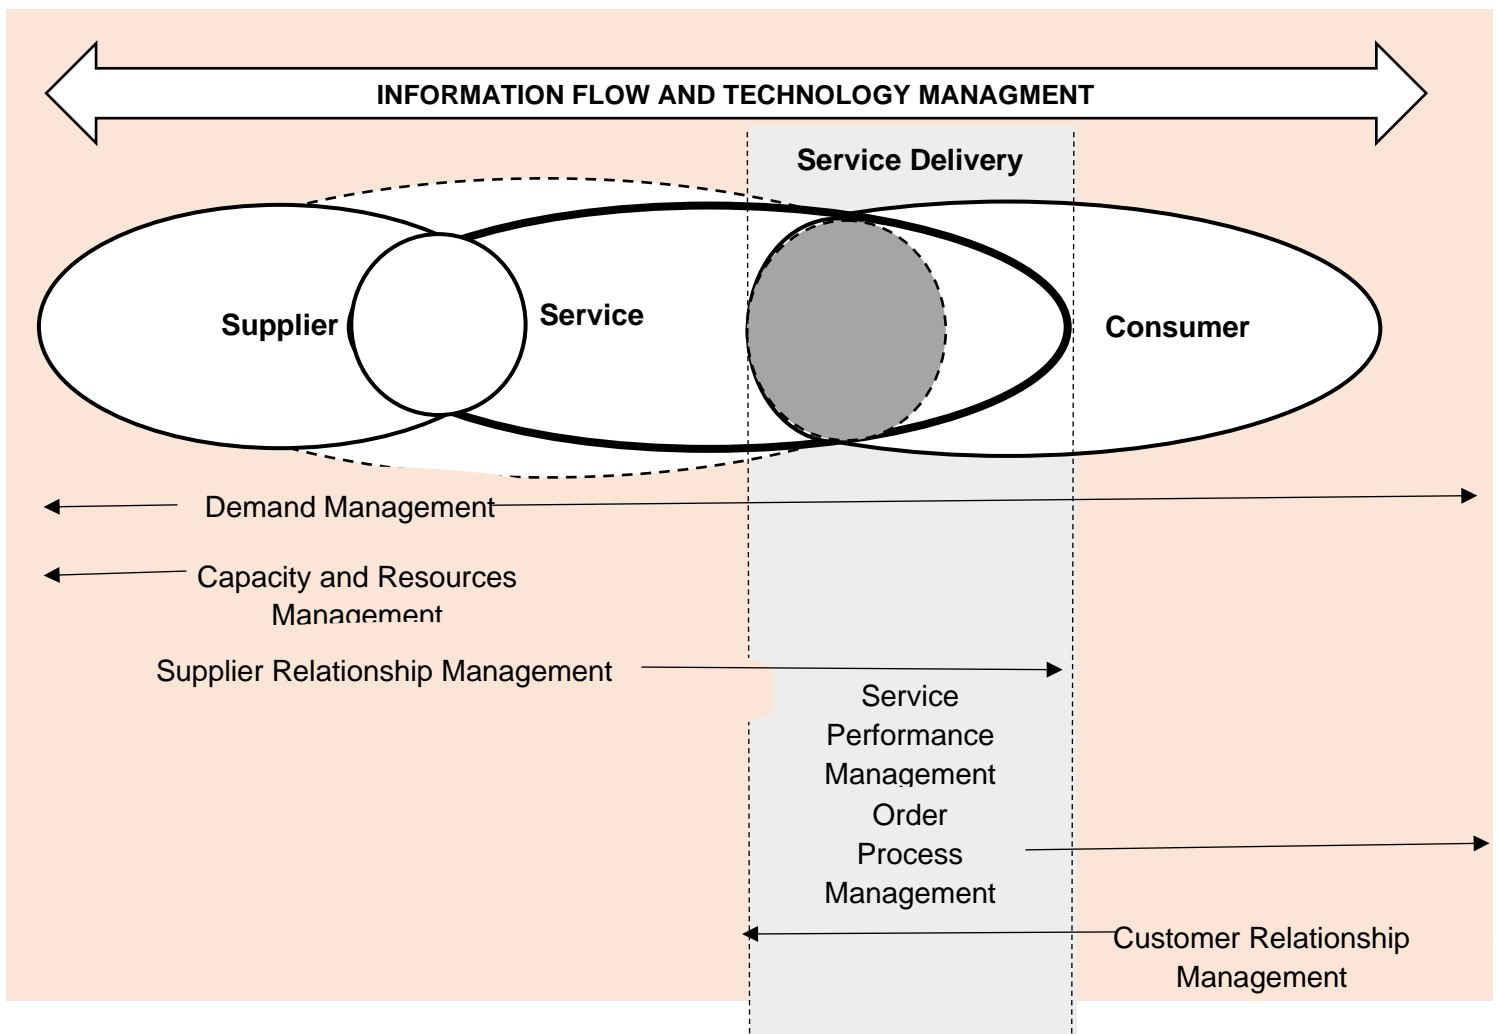 INFORMATION FLOW AND TECHNOLOGY MANAGMENT
Service Delivery
Supplier
Service
Consumer
Demand Management
Capacity and Resources
Management
Supplier Relationship Management
Service
Performance
Management
Order
Process
Management
Customer Relationship
Management